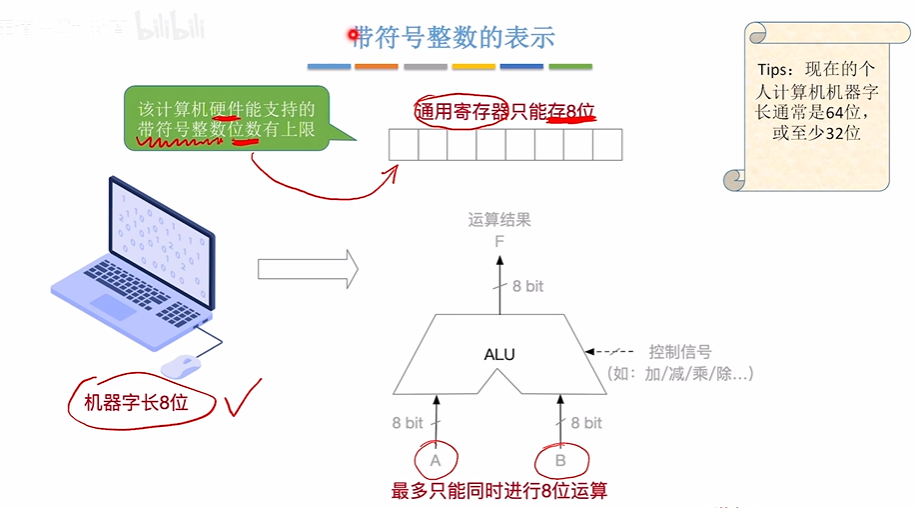 bilibili
带符号整数的表示
该计算机硬件能支持的
带符号整数位数有上限
通用寄存器只能存8位
Tips：现在的个
人计算机机器字
长通常是64位，
或至少32位
运算结果
F
8 bit
ALU
控制信号
（如：加/减/乘/除...）
机器字长8位
8 bit
8 bit
A
B
最多只能同时进行8位运算